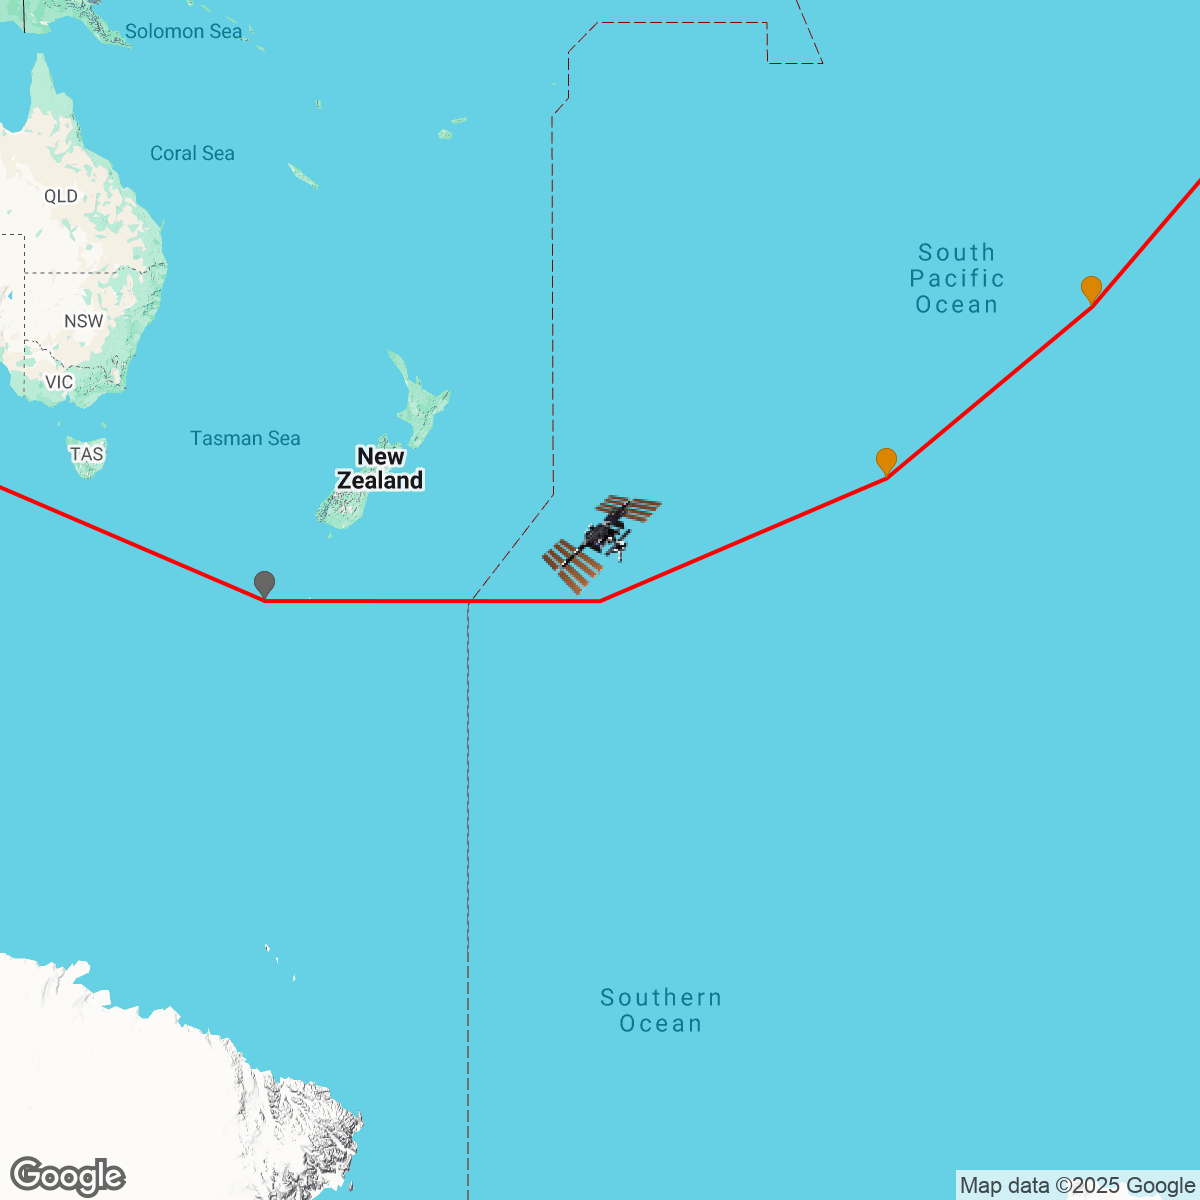 Solomon Sea
Coral Sea
QLD
South
Pacific
Ocean
NSW
VIC
Tasman Sea
TAS
New
Zealand
Southern
Ocean
Google
Map data ©2025 Google